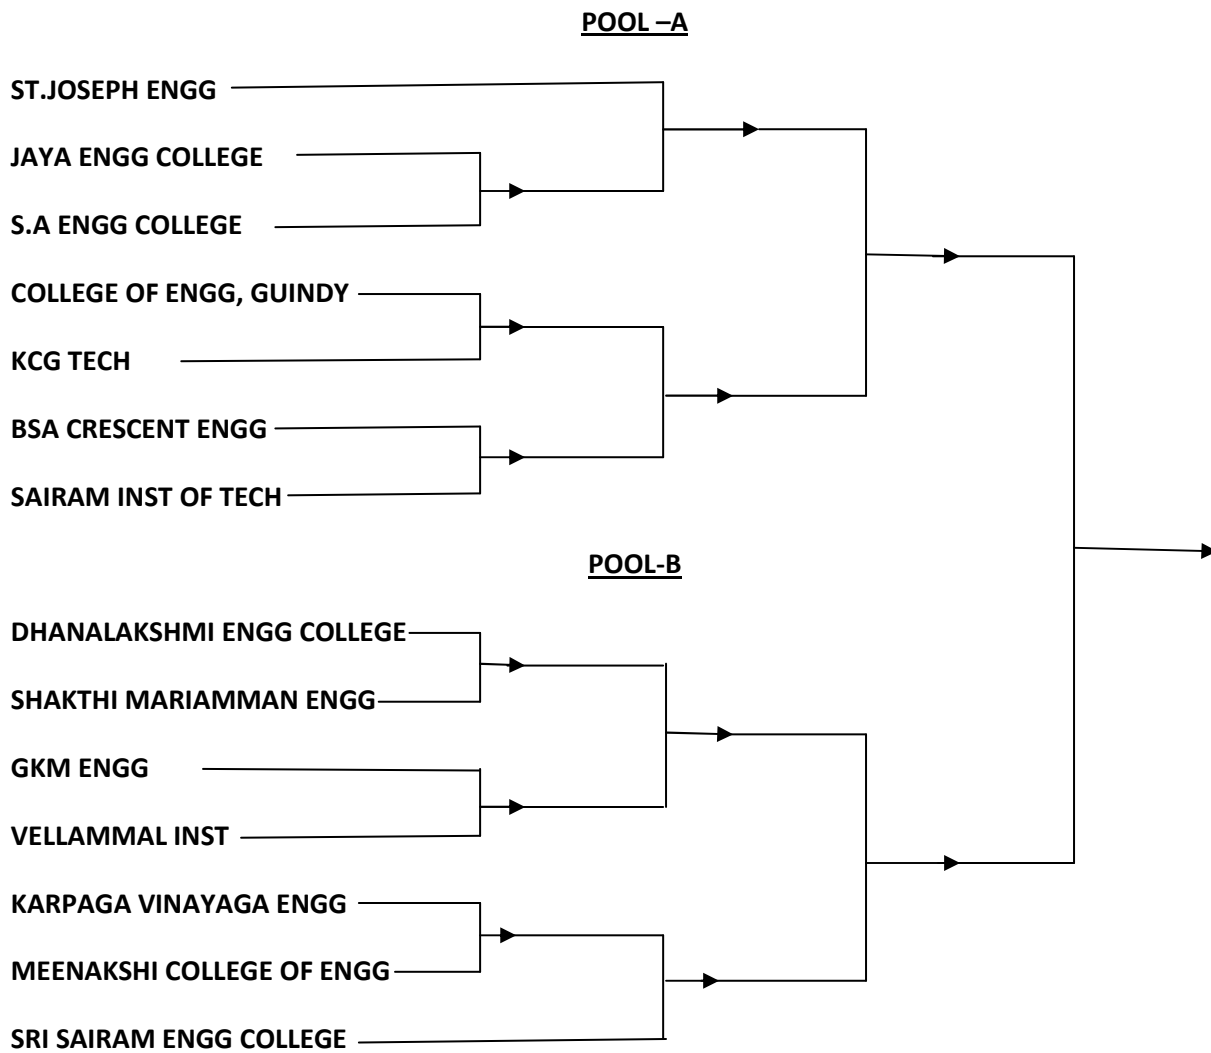 POOL –A
ST.JOSEPH ENGG
JAYA ENGG COLLEGE
S.A ENGG COLLEGE
COLLEGE OF ENGG, GUINDY
KCG TECH
BSA CRESCENT ENGG
SAIRAM INST OF TECH
POOL-B
DHANALAKSHMI ENGG COLLEGE
SHAKTHI MARIAMMAN ENGG
GKM ENGG
VELLAMMAL INST
KARPAGA VINAYAGA ENGG
MEENAKSHI COLLEGE OF ENGG
SRI SAIRAM ENGG COLLEGE